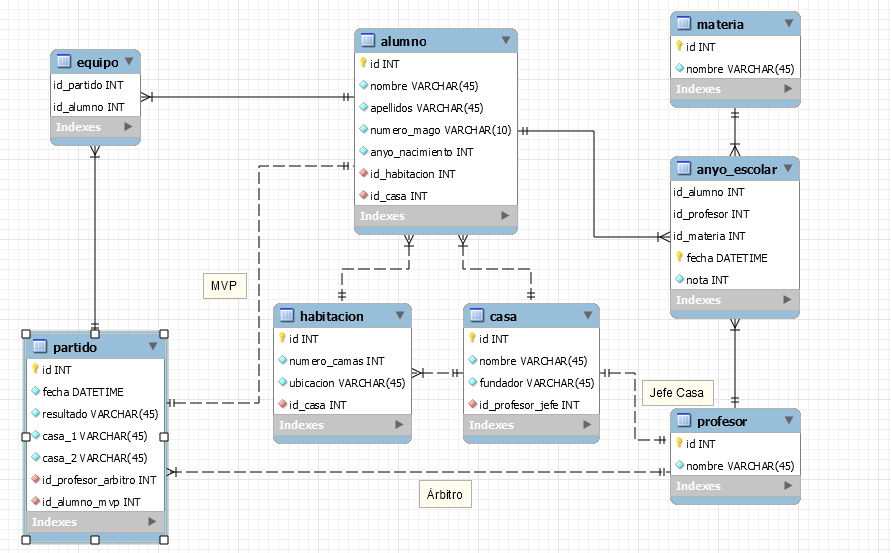 equipo
id_partido INT
id_alumno INT
Indexes
alumno
id INT
nombre VARCHAR(45)
apellidos VARCHAR(45)
numero_mago VARCHAR(10)
anyo_nacimiento INT
id_habitacion INT
id_casa INT
Indexes
materia
id INT
nombre VARCHAR(45)
Indexes
anyo_escolar
id_alumno INT
id_profesor INT
id_materia INT
fecha DATETIME
nota INT
Indexes
MVP
habitacion
id INT
numero_camas INT
ubicacion VARCHAR(45)
id_casa INT
Indexes
casa
id INT
nombre VARCHAR(45)
fundador VARCHAR(45)
id_profesor_jefe INT
Indexes
Jefe Casa
partido
id INT
fecha DATETIME
resultado VARCHAR(45)
casa_1 VARCHAR(45)
casa_2 VARCHAR(45)
id_profesor_arbitro INT
id_alumno_mvp INT
Indexes
profesor
id INT
nombre VARCHAR(45)
Indexes
Árbitro